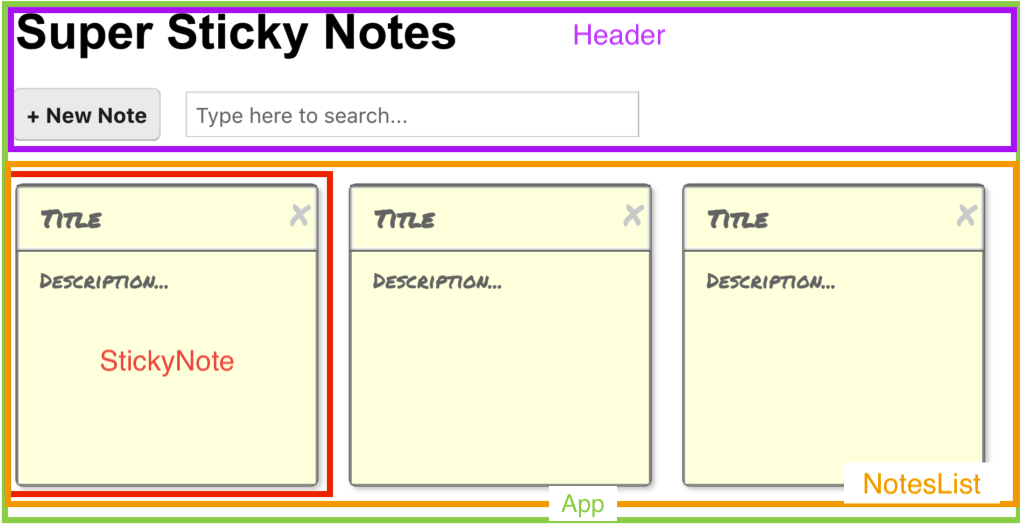 Super Sticky Notes
Header
+ New Note
Type here to search...
Title
x
Title
x
Title
x
Description...
Description...
Description...
StickyNote
NotesList
App